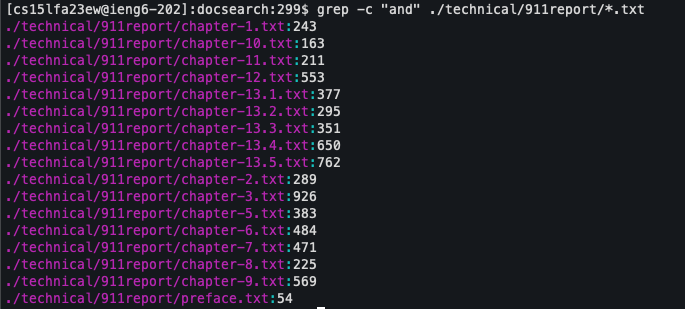 [cs15lfa23ew@ieng6-202]:docsearch:299$ grep -c "and" ./technical/911report/*.txt
./technical/911report/chapter-1.txt:243
./technical/911report/chapter-10.txt:163
./technical/911report/chapter-11.txt:211
./technical/911report/chapter-12.txt:553
./technical/911report/chapter-13.1.txt:377
./technical/911report/chapter-13.2.txt:295
./technical/911report/chapter-13.3.txt:351
./technical/911report/chapter-13.4.txt:650
./technical/911report/chapter-13.5.txt:762
./technical/911report/chapter-2.txt:289
./technical/911report/chapter-3.txt:926
./technical/911report/chapter-5.txt:383
./technical/911report/chapter-6.txt:484
./technical/911report/chapter-7.txt:471
./technical/911report/chapter-8.txt:225
./technical/911report/chapter-9.txt:569
./technical/911report/preface.txt:54